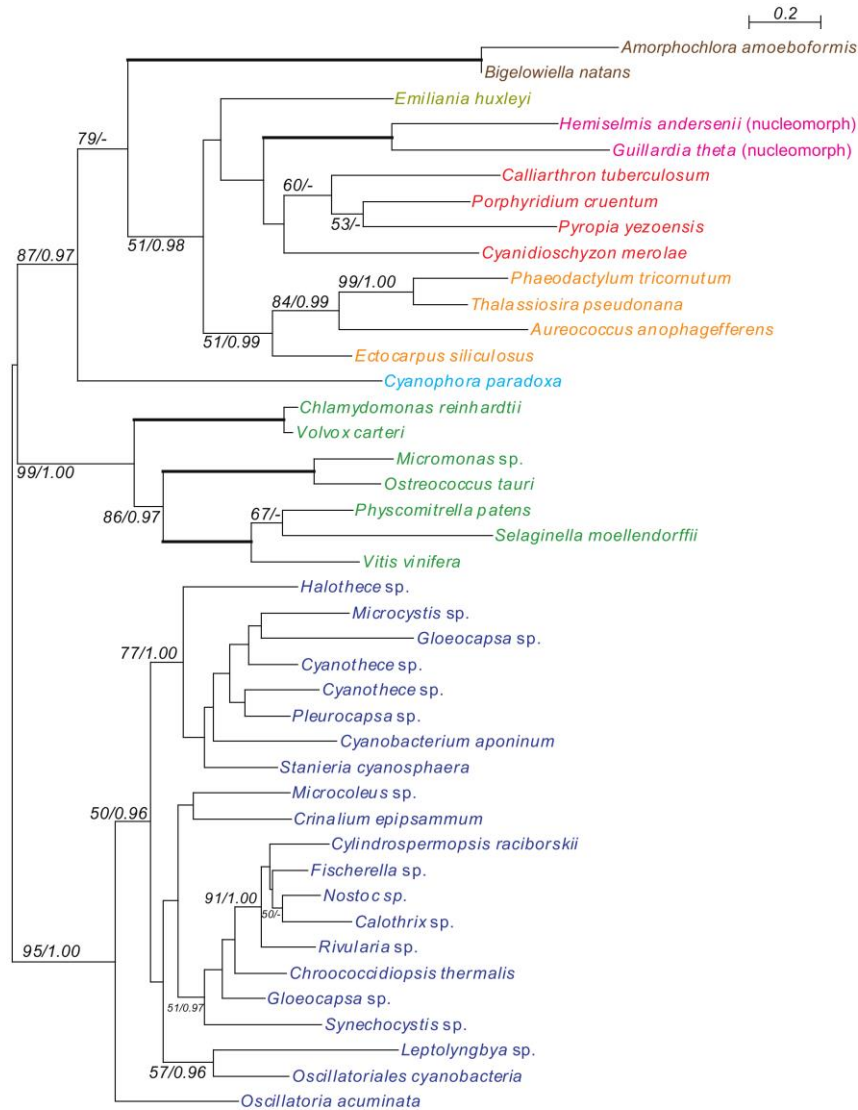 0.2
Amorphochlora amoeboformis
Bigelowiella natans
Emiliania huxleyi
Hemiselmis andersenii (nucleomorph)
79/-
Guillardia theta (nucleomorph)
Calliarthron tuberculosum
60/-
Porphyridium cruentum
53/-
Pyropia yezoensis
51/0.98
Cyanidioschyzon merolae
87/0.97
Phaeodactylum tricornutum
99/1.00
84/0.99
Thalassiosira pseudonana
Aureococcus anophagefferens
51/0.99
Ectocarpus siliculosus
Cyanophora paradoxa
Chlamydomonas reinhardtii
Volvox carteri
Micromonas sp.
99/1.00
Ostreococcus tauri
Physcomitrella patens
86/0.97
67/-
Selaginella moellendorffii
Vitis vinifera
Halothece sp.
Microcystis sp.
Gloeocapsa sp.
77/1.00
Cyanothece sp.
Cyanothece sp.
Pleurocapsa sp.
Cyanobacterium aponinum
Stanieria cyanosphaera
Microcoleus sp.
50/0.96
Crinalium epipsammum
Cylindrospermopsis raciborskii
Fischerella sp.
Nostoc sp.
91/1.00
50/-
Calothrix sp.
Rivularia sp.
95/1.00
Chroococcidiopsis thermalis
Gloeocapsa sp.
51/0.97
Synechocystis sp.
Leptolyngbya sp.
57/0.96
Oscillatoriales cyanobacteria
Oscillatoria acuminata